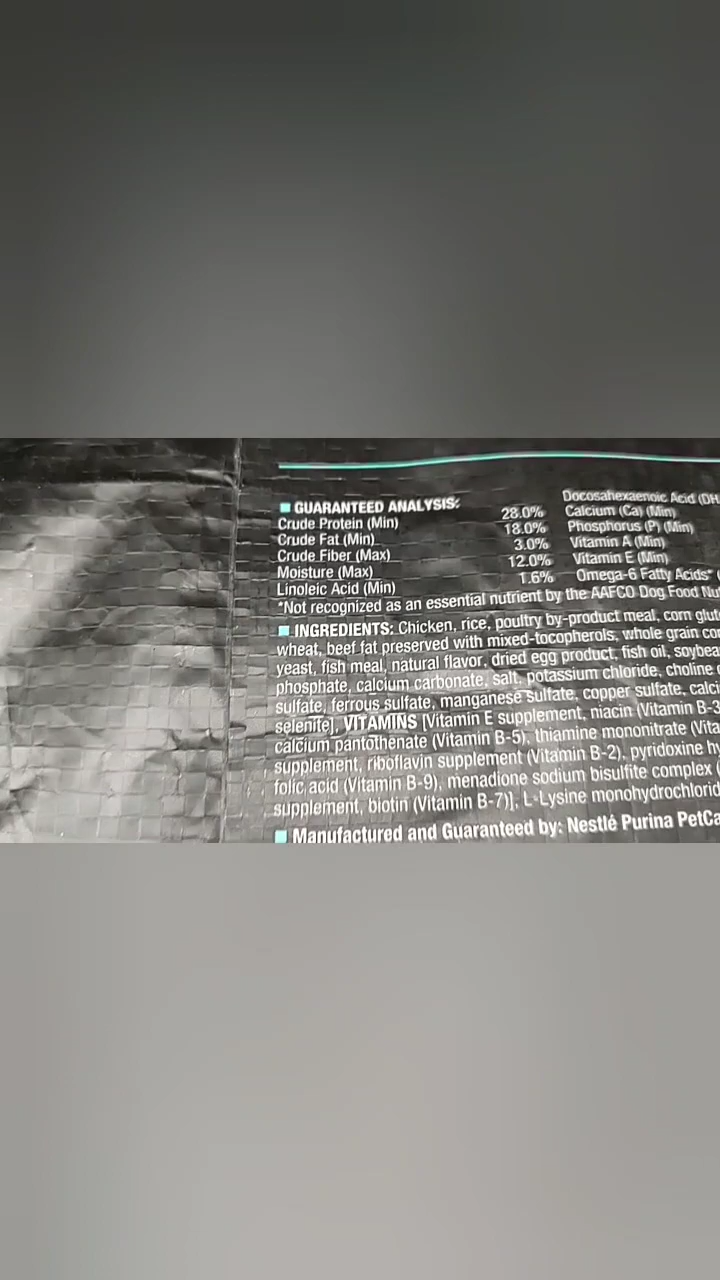 GUARANTEED ANALYSIS:
Crude Protein (Min) 28.0%
Crude Fat (Min) 18.0%
Crude Fiber (Max) 3.0%
Moisture (Max) 12.0%
Linoleic Acid (Min) 1.6%
Docosahexaenoic Acid (DH
Calcium (Ca) (Min)
Phosphorus (P) (Min)
Vitamin A (Min)
Vitamin E (Min)
Omega-6 Fatty Acids* (
*Not recognized as an essential nutrient by the AAFCO Dog Food Nu
INGREDIENTS: Chicken, rice, poultry by-product meal, corn glut
wheat, beef fat preserved with mixed-tocopherols, whole grain co
yeast, fish meal, natural flavor, dried egg product, fish oil, soybea
phosphate, calcium carbonate, salt, potassium chloride, choline
sulfate, ferrous sulfate, manganese sulfate, copper sulfate, calci
selenite], VITAMINS [Vitamin E supplement, niacin (Vitamin B-3
calcium pantothenate (Vitamin B-5), thiamine mononitrate (Vita
supplement, riboflavin supplement (Vitamin B-2), pyridoxine hy
folic acid (Vitamin B-9), menadione sodium bisulfite complex (
supplement, biotin (Vitamin B-7)], L-Lysine monohydrochlorid
Manufactured and Guaranteed by: Nestlé Purina PetCa